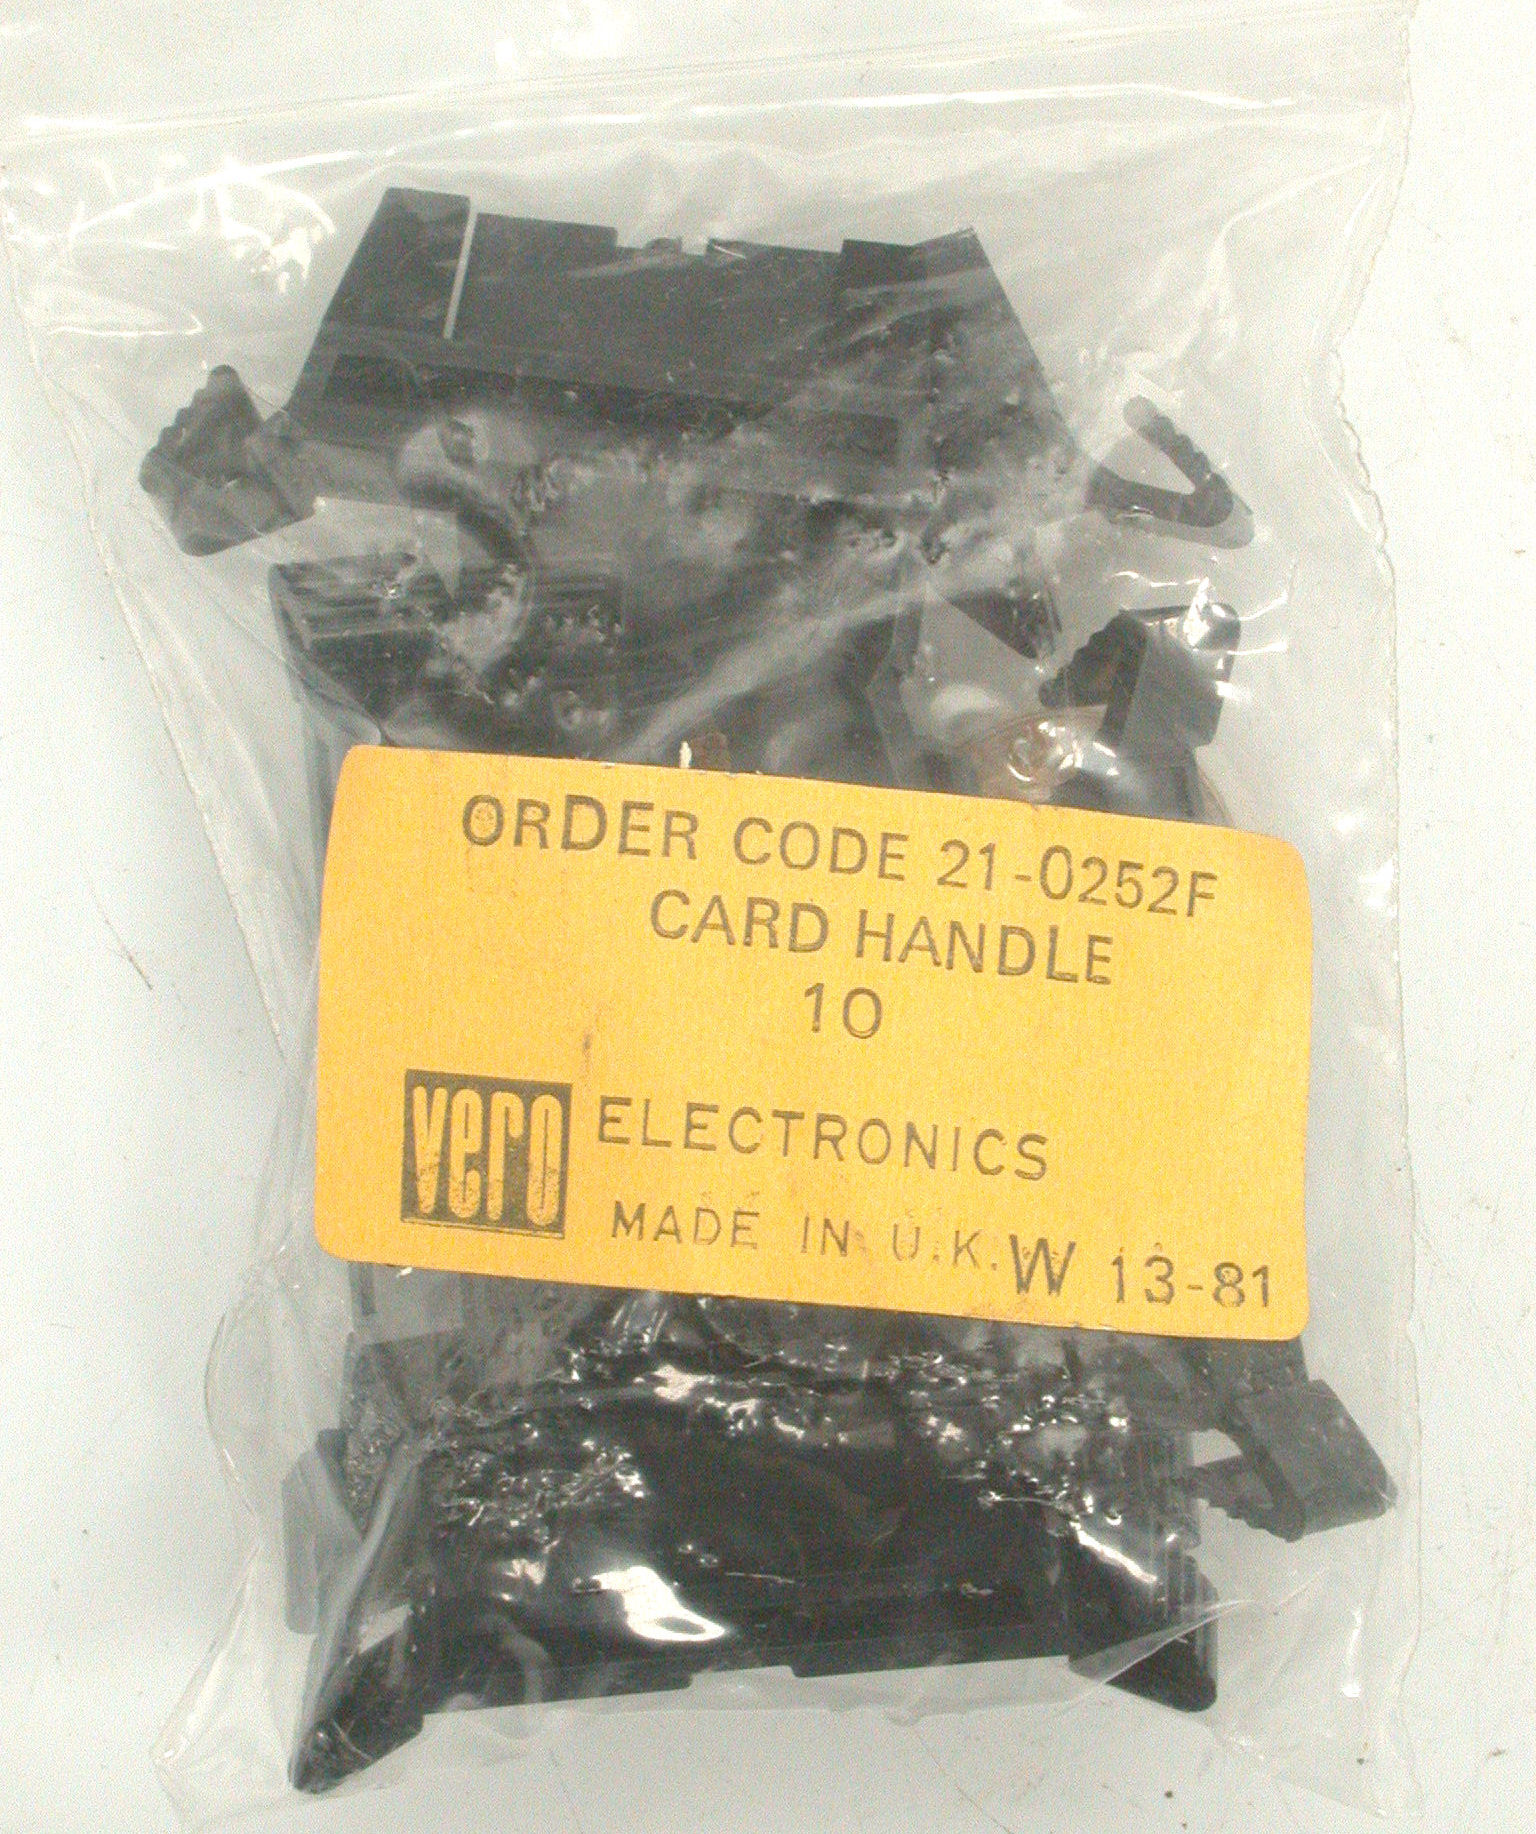 ORDER CODE 21-0252F
CARD HANDLE
10
vero ELECTRONICS
MADE IN U.K. W 13-81